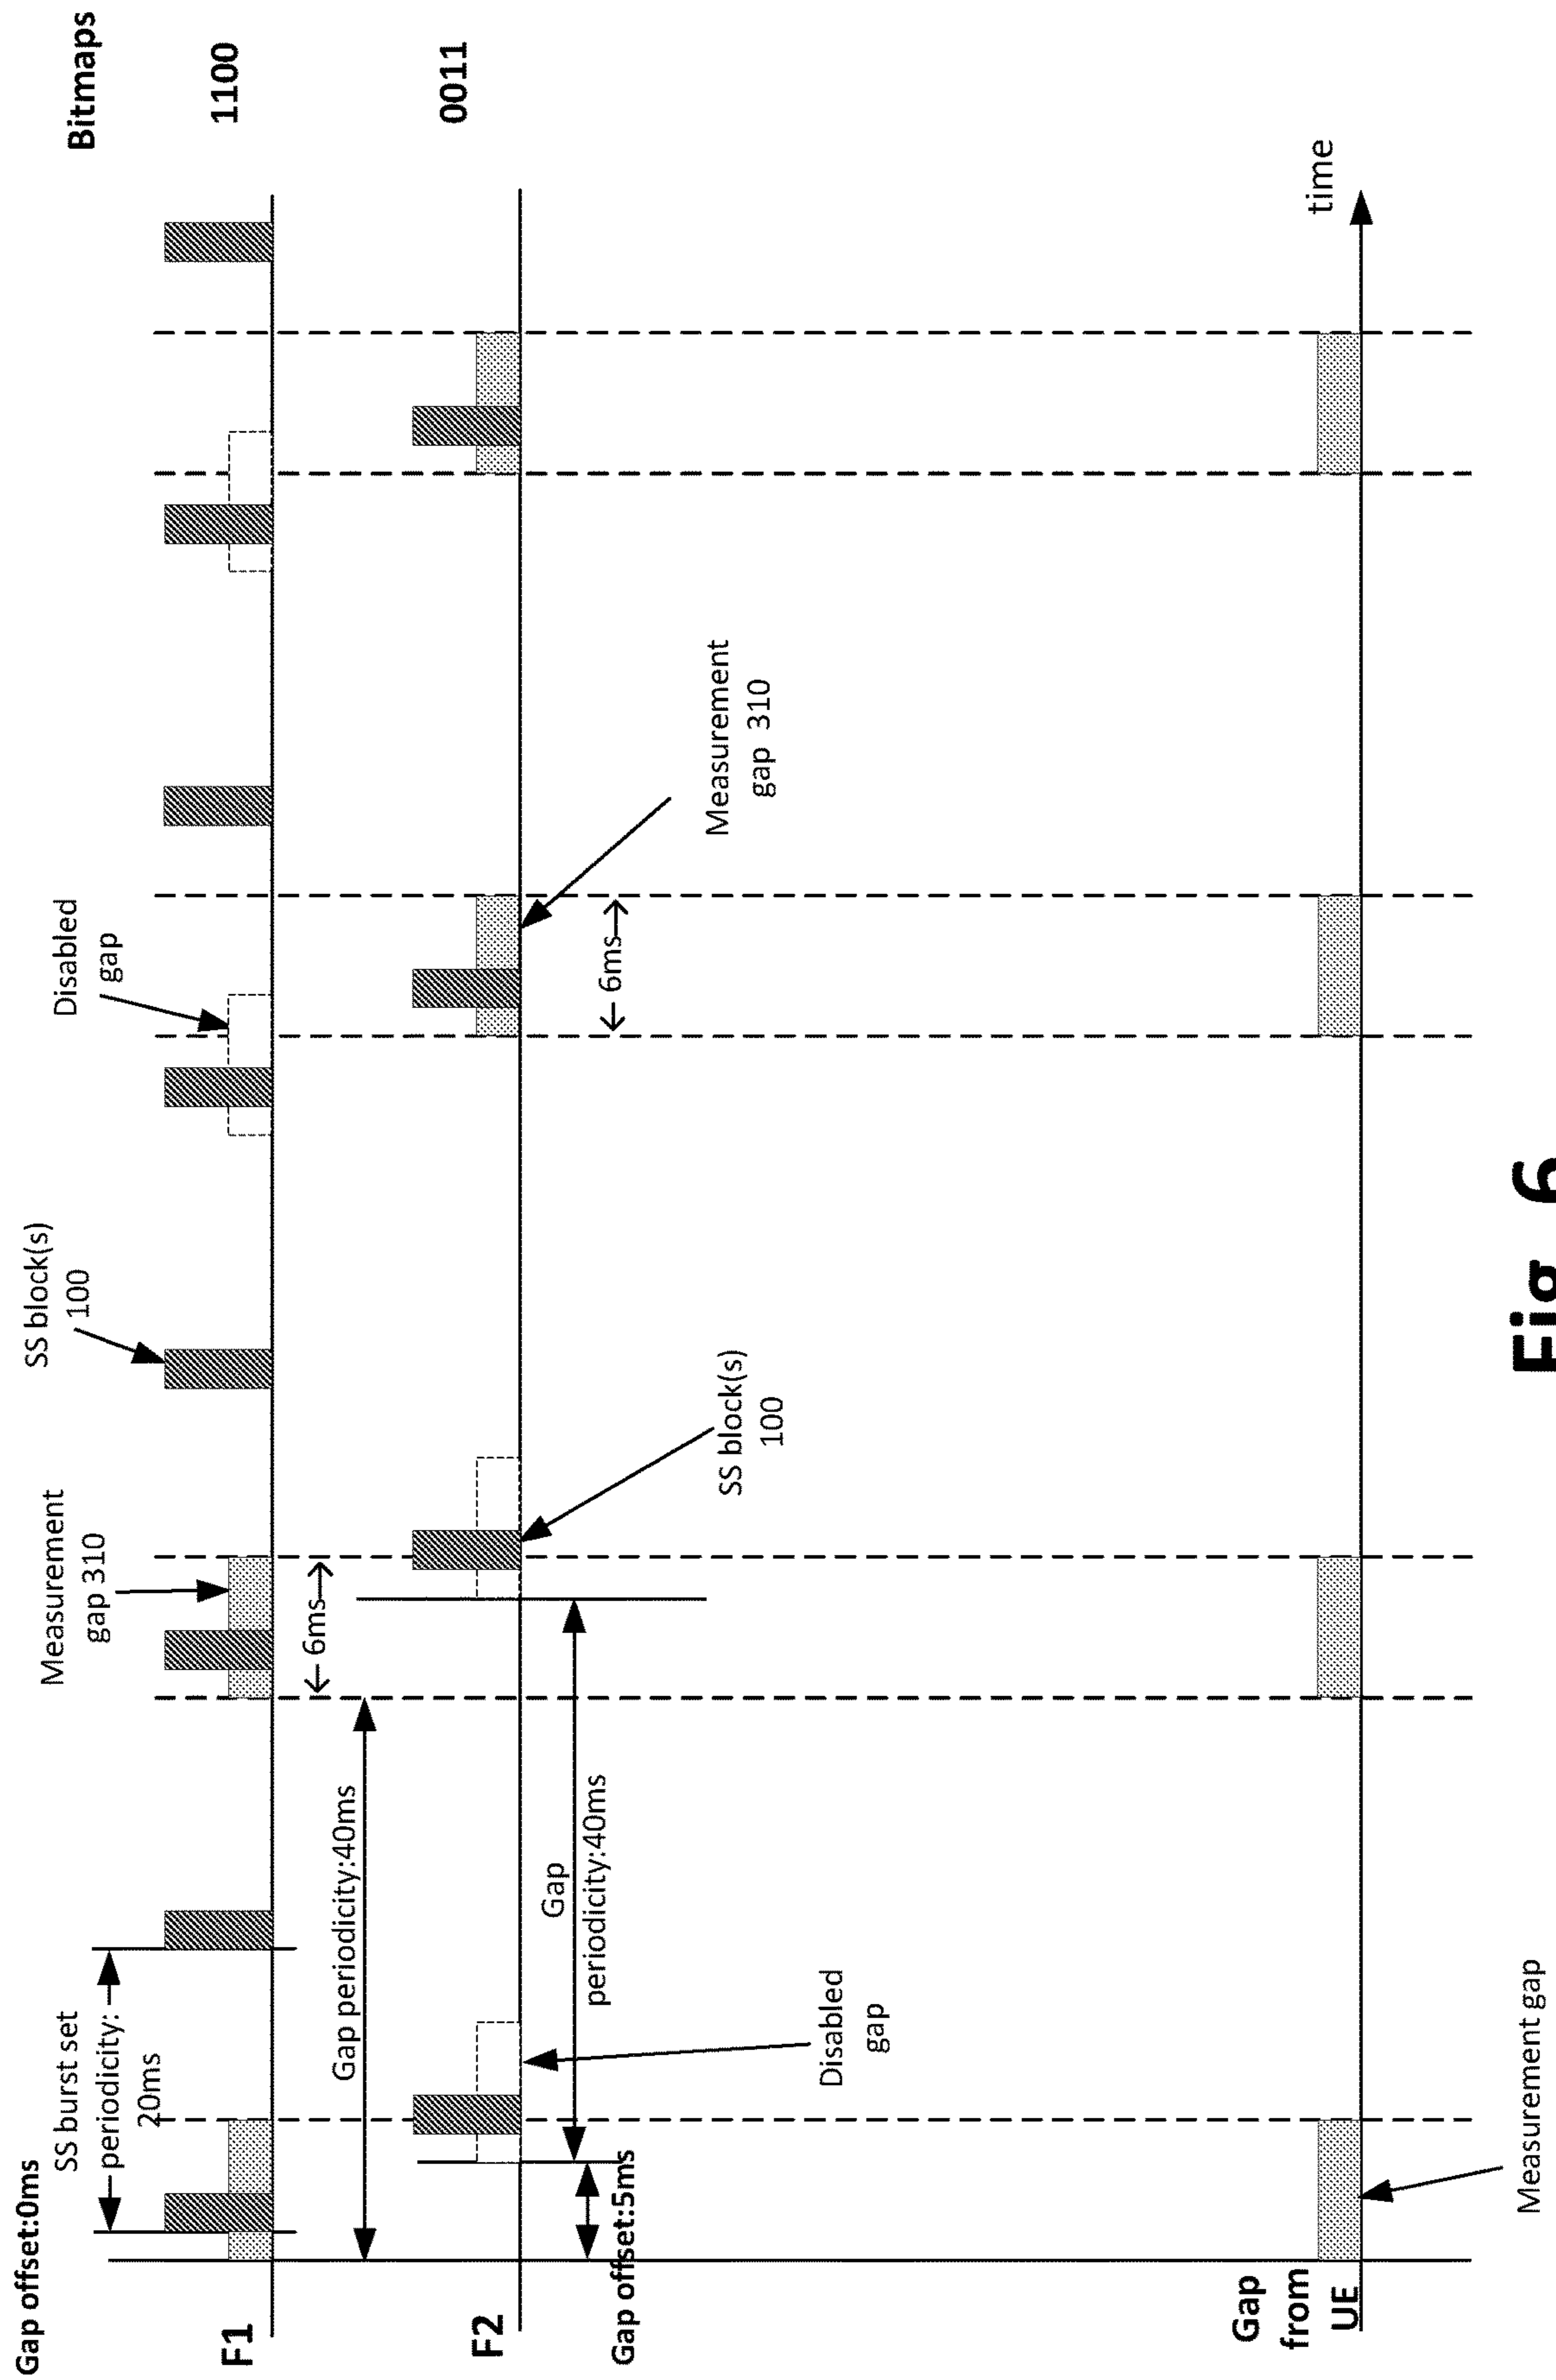 Gap offset:0ms
SS burst set
periodicity:
20ms
Measurement
gap 310
SS block(s)
100
Disabled
gap
Bitmaps
F1
1100
6ms
Gap periodicity:40ms
F2
0011
Gap
periodicity:40ms
Gap offset:5ms
6ms
Disabled
gap
SS block(s)
100
Measurement
gap 310
Gap
from
UE
time
Measurement gap
Fig. 6